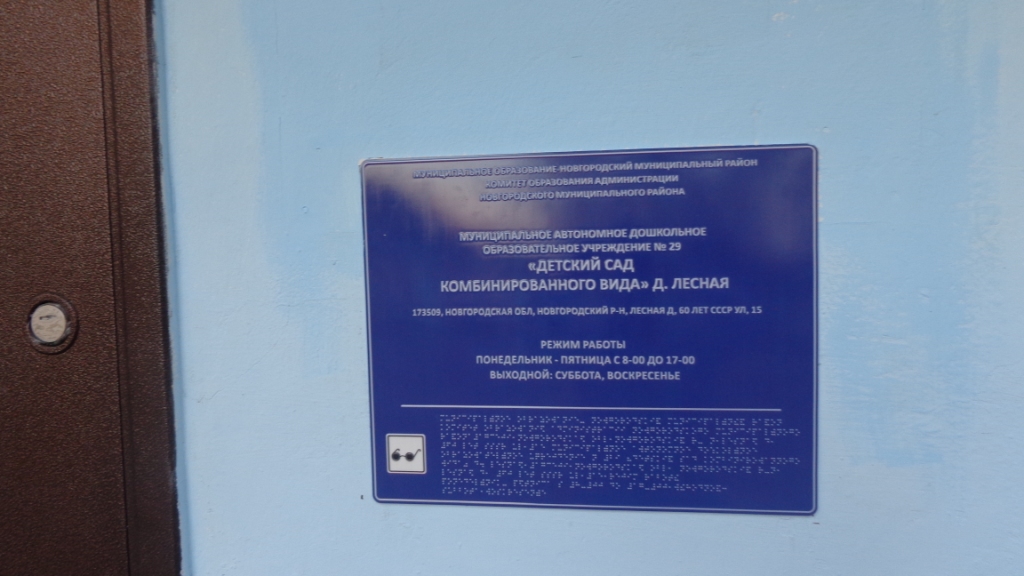 МУНИЦИПАЛЬНОЕ ОБРАЗОВАНИЕ-НОВГОРОДСКИЙ МУНИЦИПАЛЬНЫЙ РАЙОН
КОМИТЕТ ОБРАЗОВАНИЯ АДМИНИСТРАЦИИ
НОВГОРОДСКОГО МУНИЦИПАЛЬНОГО РАЙОНА
МУНИЦИПАЛЬНОЕ АВТОНОМНОЕ ДОШКОЛЬНОЕ
ОБРАЗОВАТЕЛЬНОЕ УЧРЕЖДЕНИЕ № 29
«ДЕТСКИЙ САД
КОМБИНИРОВАННОГО ВИДА» Д. ЛЕСНАЯ
173509, НОВГОРОДСКАЯ ОБЛ, НОВГОРОДСКИЙ Р-Н, ЛЕСНАЯ Д, 60 ЛЕТ СССР УЛ, 15
РЕЖИМ РАБОТЫ
ПОНЕДЕЛЬНИК - ПЯТНИЦА С 8-00 ДО 17-00
ВЫХОДНОЙ: СУББОТА, ВОСКРЕСЕНЬЕ